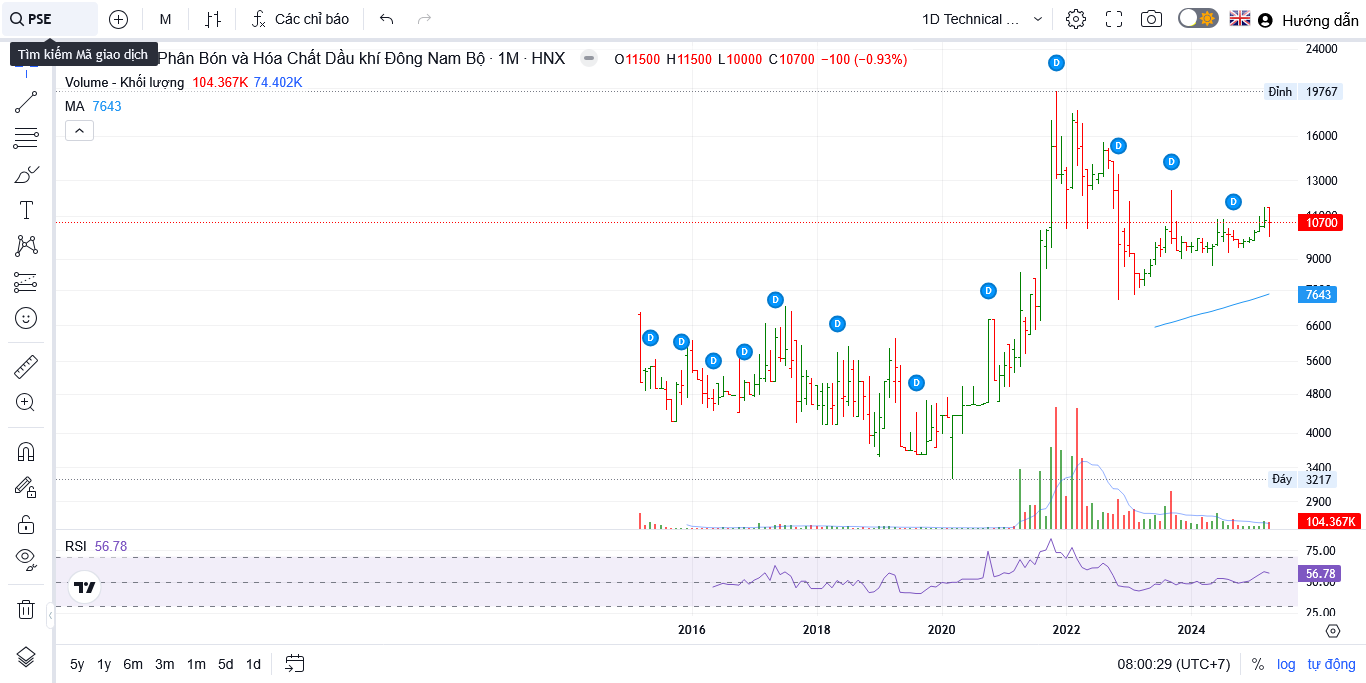 PSE M Các chỉ báo 1D Technical ... Hướng dẫn
Tìm kiếm Mã giao dịch
Phân Bón và Hóa Chất Dầu khí Đông Nam Bộ · 1M · HNX O11500 H11500 L10000 C10700 −100 (−0.93%)
Volume - Khối lượng 104.367K 74.402K
MA 7643
24000
Đỉnh 19767
16000
13000
10700
9000
7643
6600
5600
4800
4000
3400
Đáy 3217
2900
104.367K
D
D
D
D
D
D
D
D
D
D
D
D
RSI 56.78
75.00
56.78
50.00
25.00
2016 2018 2020 2022 2024
5y 1y 6m 3m 1m 5d 1d 08:00:29 (UTC+7) % log tự động